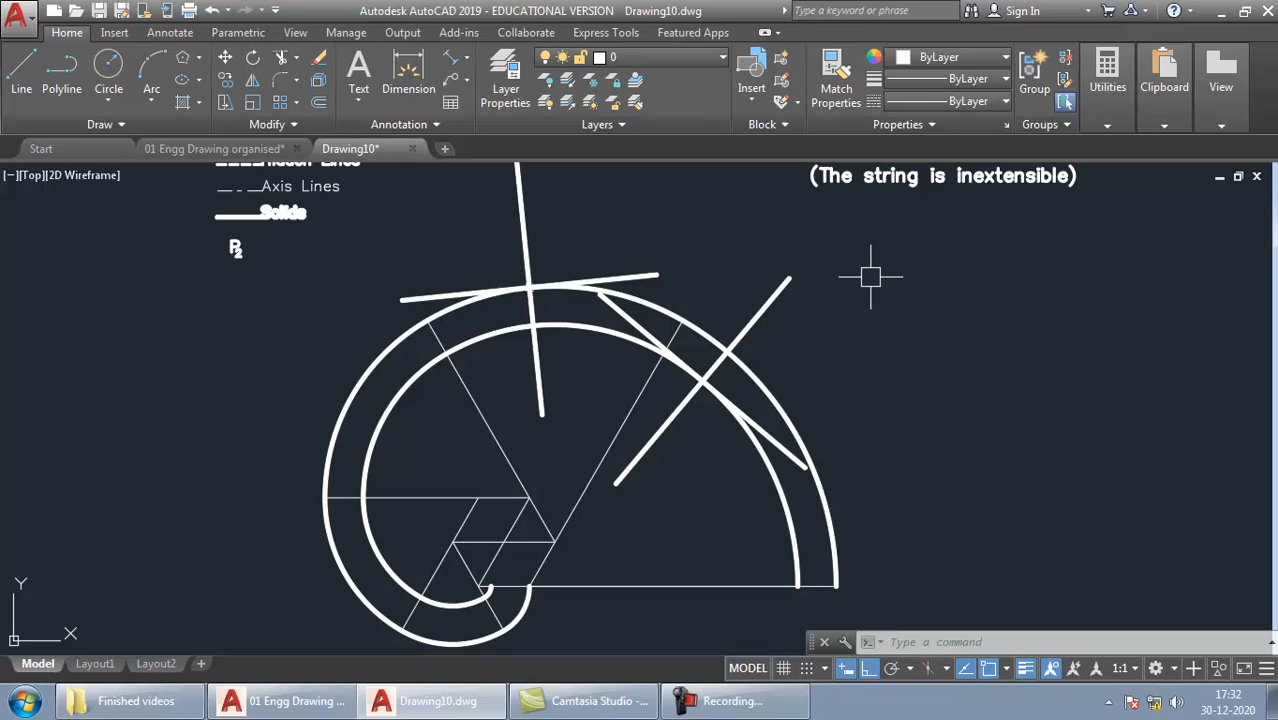 Autodesk AutoCAD 2019 - EDUCATIONAL VERSION Drawing10.dwg
Type a keyword or phrase
Sign In
Home Insert Annotate Parametric View Manage Output Add-ins Collaborate Express Tools Featured Apps
Line Polyline Circle Arc Text Dimension Layer Properties Insert Match Properties Group Utilities Clipboard View
0
ByLayer
ByLayer
ByLayer
Draw Modify Annotation Layers Block Properties Groups
Start 01 Engg Drawing organised* Drawing10*
[−][Top][2D Wireframe]
Hidden Lines
Axis Lines
Solids
P2
(The string is inextensible)
Y
X
Type a command
Model Layout1 Layout2
MODEL 1:1
Finished videos 01 Engg Drawing ... Drawing10.dwg Camtasia Studio -... Recording...
17:32
30-12-2020